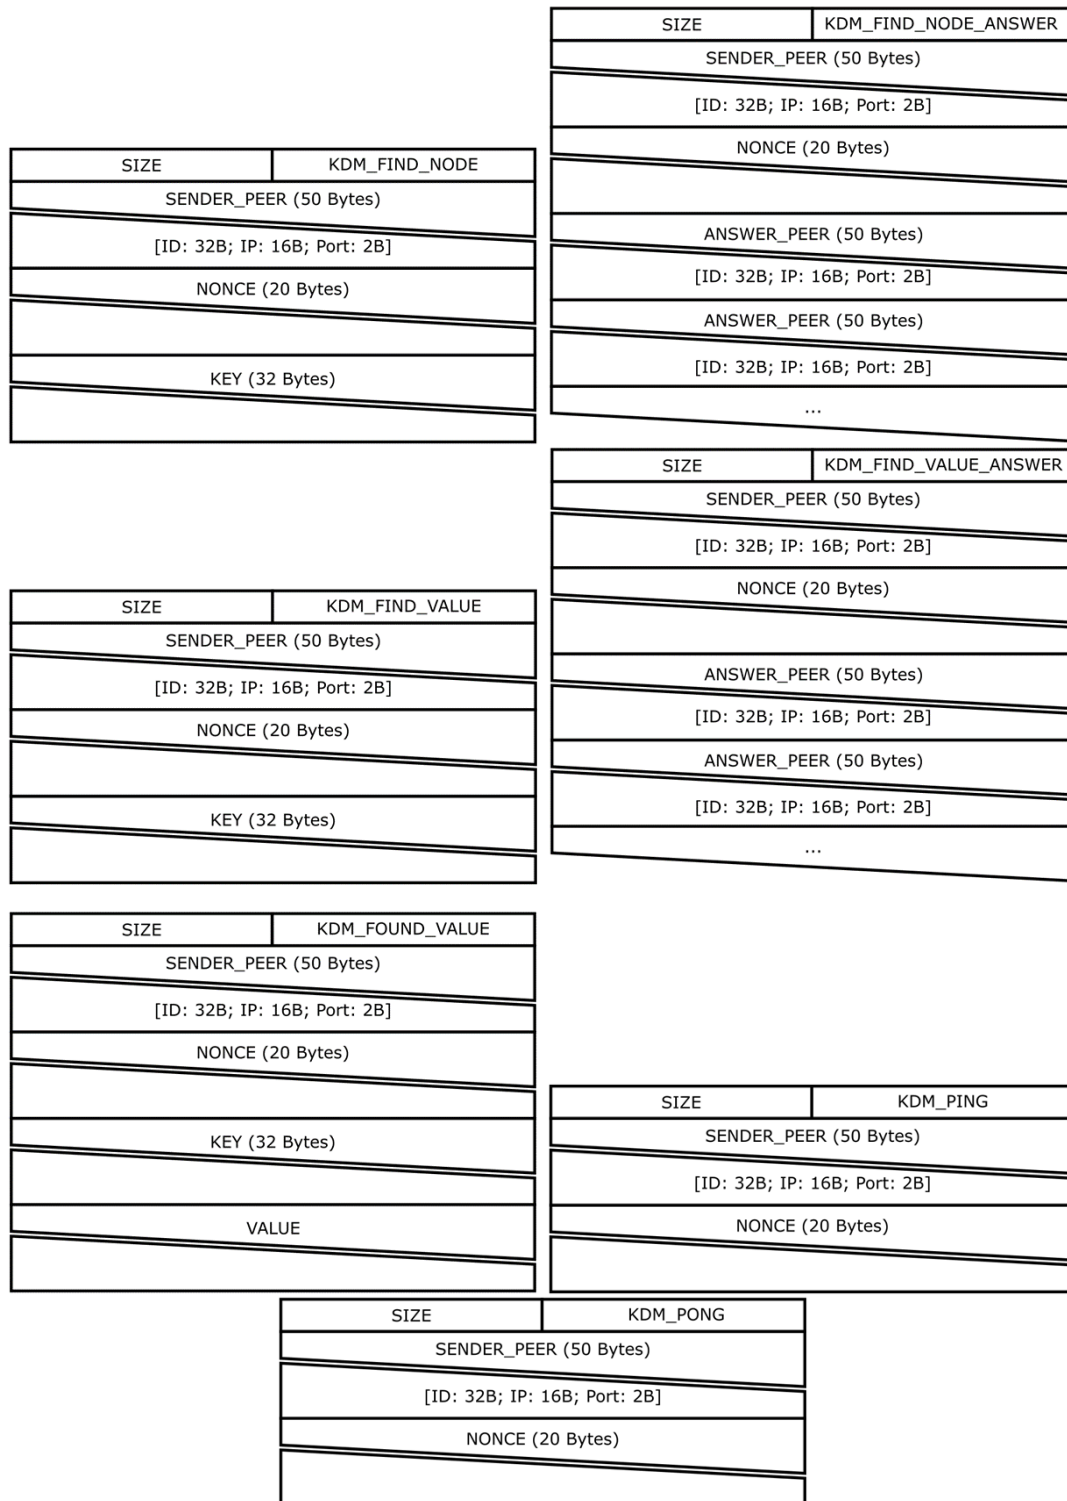 SIZE KDM_FIND_NODE_ANSWER
SENDER_PEER (50 Bytes)
[ID: 32B; IP: 16B; Port: 2B]
NONCE (20 Bytes)
ANSWER_PEER (50 Bytes)
[ID: 32B; IP: 16B; Port: 2B]
ANSWER_PEER (50 Bytes)
[ID: 32B; IP: 16B; Port: 2B]
...
SIZE KDM_FIND_NODE
SENDER_PEER (50 Bytes)
[ID: 32B; IP: 16B; Port: 2B]
NONCE (20 Bytes)
KEY (32 Bytes)
SIZE KDM_FIND_VALUE_ANSWER
SENDER_PEER (50 Bytes)
[ID: 32B; IP: 16B; Port: 2B]
NONCE (20 Bytes)
ANSWER_PEER (50 Bytes)
[ID: 32B; IP: 16B; Port: 2B]
ANSWER_PEER (50 Bytes)
[ID: 32B; IP: 16B; Port: 2B]
...
SIZE KDM_FIND_VALUE
SENDER_PEER (50 Bytes)
[ID: 32B; IP: 16B; Port: 2B]
NONCE (20 Bytes)
KEY (32 Bytes)
SIZE KDM_FOUND_VALUE
SENDER_PEER (50 Bytes)
[ID: 32B; IP: 16B; Port: 2B]
NONCE (20 Bytes)
KEY (32 Bytes)
VALUE
SIZE KDM_PING
SENDER_PEER (50 Bytes)
[ID: 32B; IP: 16B; Port: 2B]
NONCE (20 Bytes)
SIZE KDM_PONG
SENDER_PEER (50 Bytes)
[ID: 32B; IP: 16B; Port: 2B]
NONCE (20 Bytes)